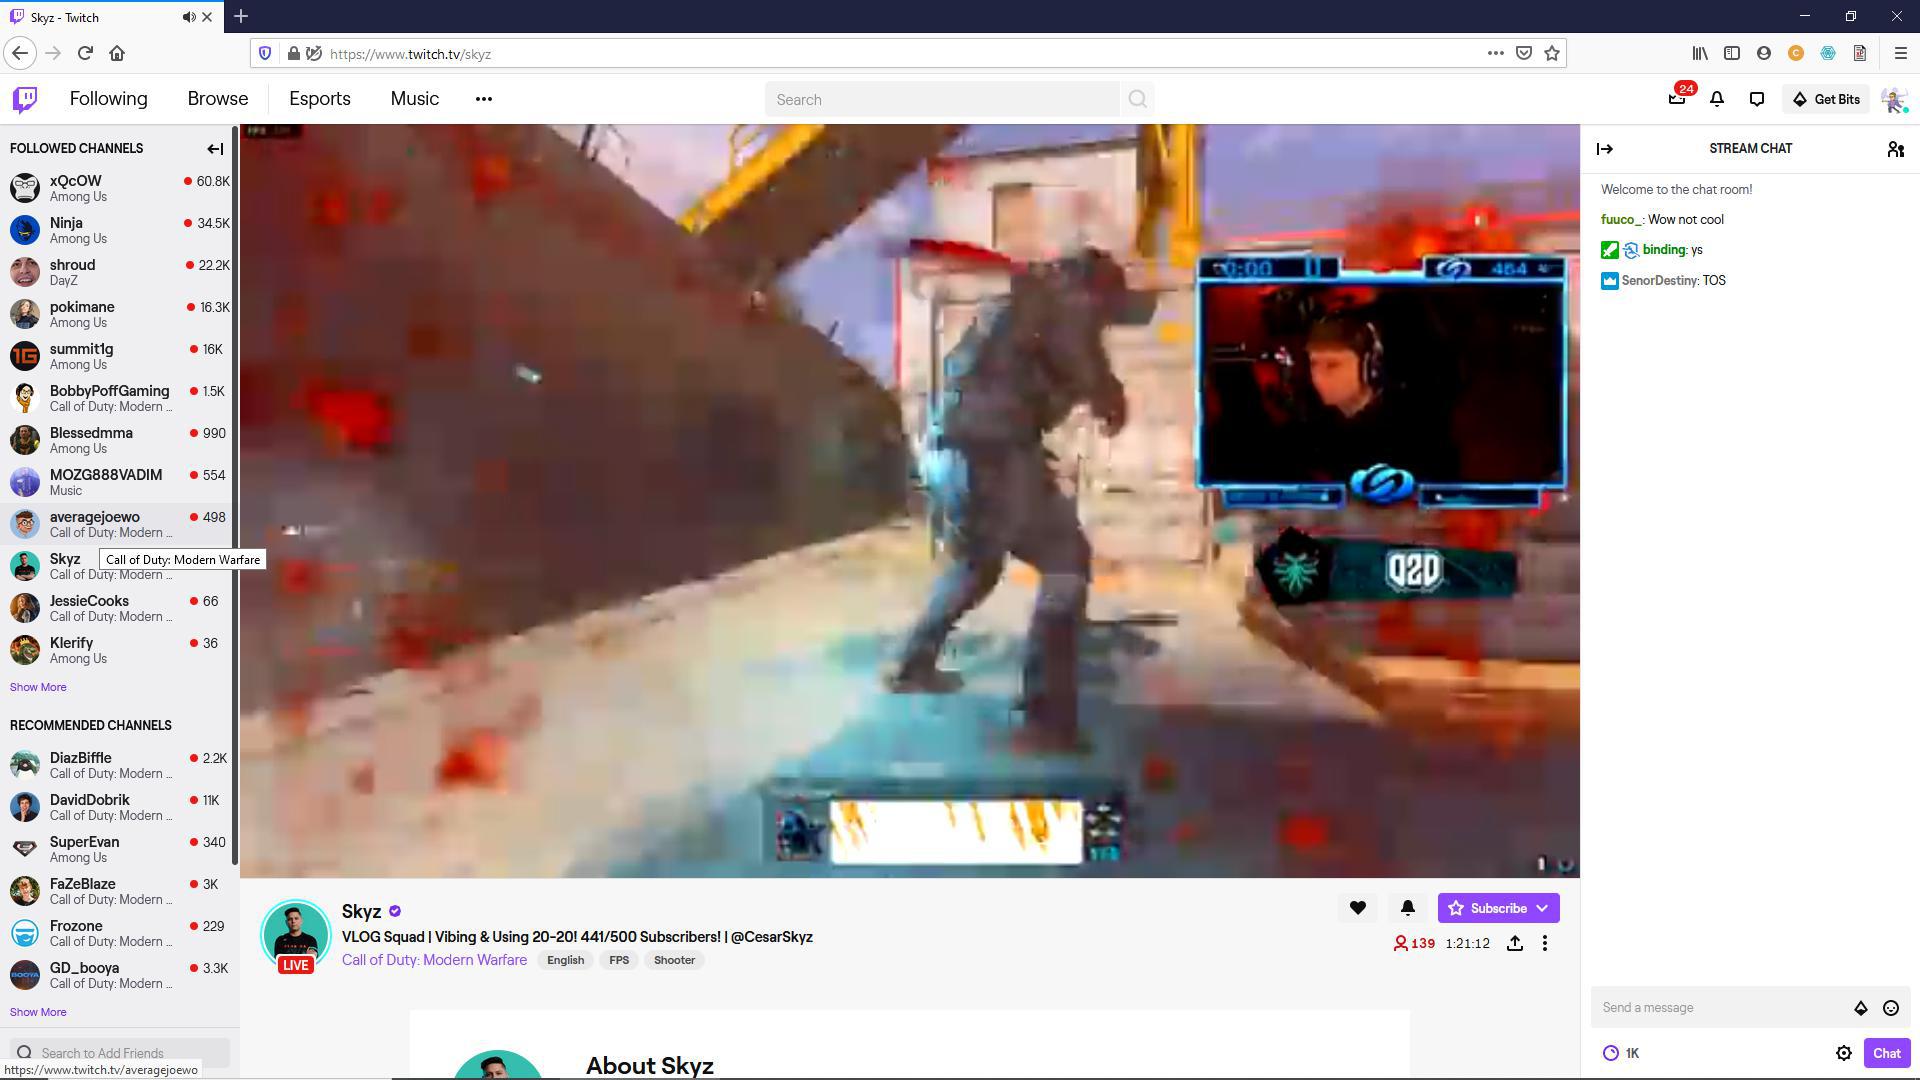 Skyz - Twitch
https://www.twitch.tv/skyz
Following
Browse
Esports
Music
Search
24
Get Bits
FOLLOWED CHANNELS
xQcOW
60.8K
Among Us
Ninja
34.5K
Among Us
shroud
22.2K
DayZ
pokimane
16.3K
Among Us
summit1g
16K
Among Us
BobbyPoffGaming
1.5K
Call of Duty: Modern ...
Blessedmma
990
Among Us
MOZG888VADIM
554
Music
averagejoewo
498
Call of Duty: Modern ...
Skyz
Call of Duty: Modern Warfare
Call of Duty: Modern ...
JessieCooks
66
Call of Duty: Modern ...
Klerify
36
Among Us
Show More
RECOMMENDED CHANNELS
DiazBiffle
2.2K
Call of Duty: Modern ...
DavidDobrik
11K
Call of Duty: Modern ...
SuperEvan
340
Among Us
FaZeBlaze
3K
Call of Duty: Modern ...
Frozone
229
Call of Duty: Modern ...
GD_booya
3.3K
Call of Duty: Modern ...
Show More
Search to Add Friends
https://www.twitch.tv/averagejoewo
464
Skyz
VLOG Squad | Vibing & Using 20-20! 441/500 Subscribers! | @CesarSkyz
Call of Duty: Modern Warfare
English
FPS
Shooter
LIVE
Subscribe
139
1:21:12
About Skyz
STREAM CHAT
Welcome to the chat room!
fuuco_: Wow not cool
binding: ys
SenorDestiny: TOS
Send a message
1K
Chat